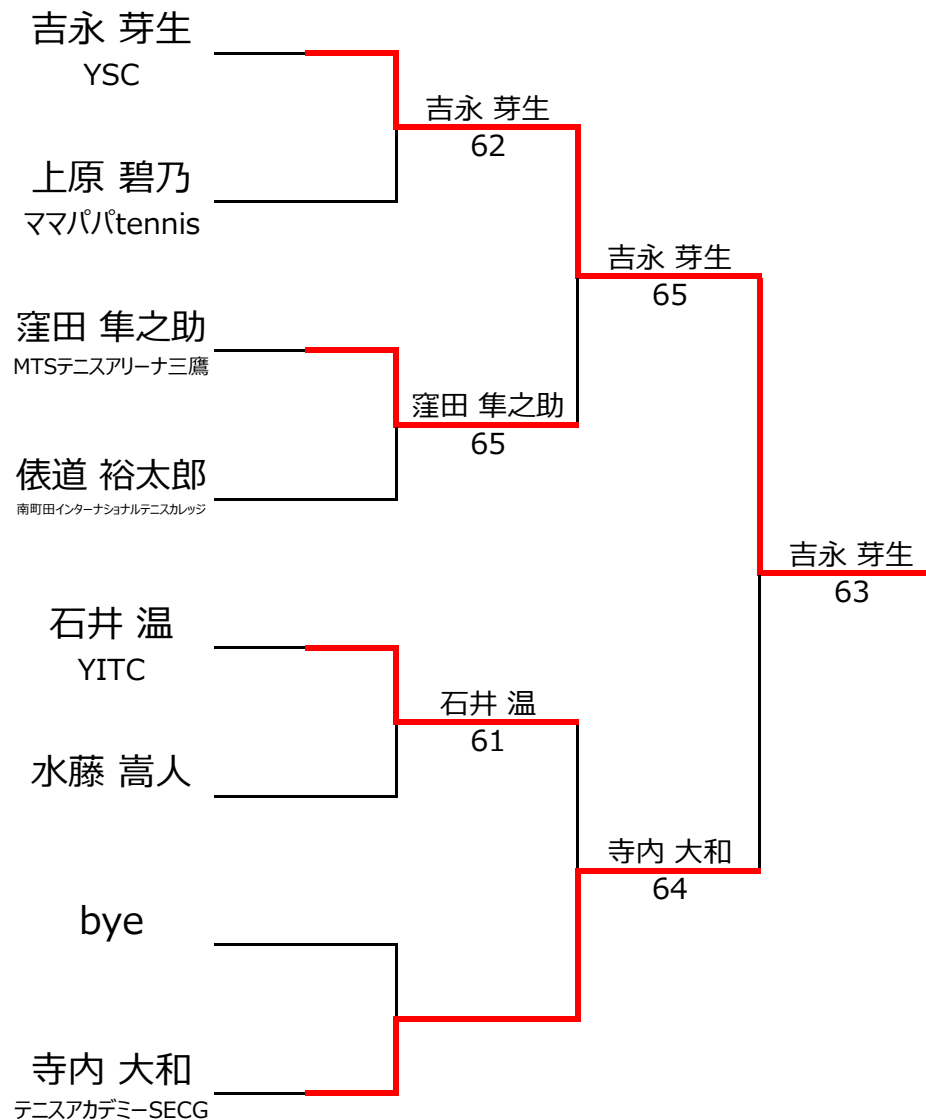 吉永 芽生
YSC
上原 碧乃
ママパパtennis
窪田 隼之助
MTSテニスアリーナ三鷹
俵道 裕太郎
南町田インターナショナルテニスカレッジ
石井 温
YITC
水藤 嵩人
bye
寺内 大和
テニスアカデミーSECG
吉永 芽生
62
窪田 隼之助
65
石井 温
61
吉永 芽生
65
寺内 大和
64
吉永 芽生
63